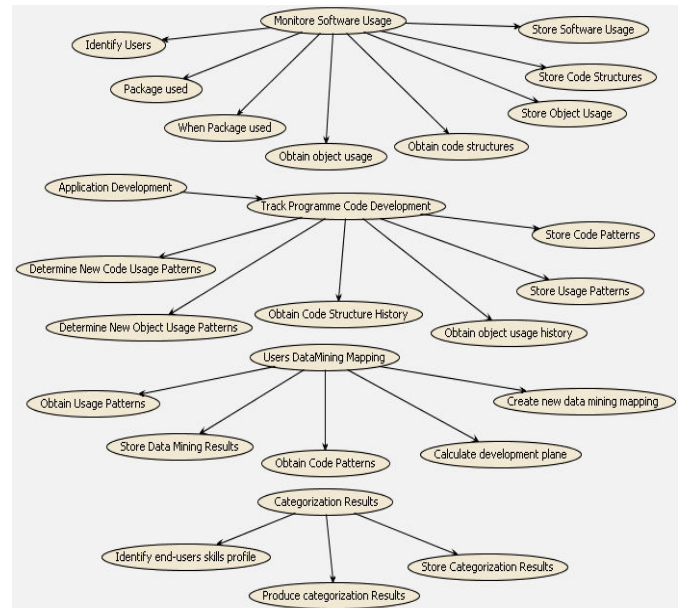 Monitore Software Usage
Store Software Usage
Identify Users
Store Code Structures
Package used
Store Object Usage
When Package used
Obtain code structures
Obtain object usage
Application Development
Track Programme Code Development
Store Code Patterns
Determine New Code Usage Patterns
Store Usage Patterns
Obtain Code Structure History
Determine New Object Usage Patterns
Obtain object usage history
Users DataMining Mapping
Create new data mining mapping
Obtain Usage Patterns
Store Data Mining Results
Calculate development plane
Obtain Code Patterns
Categorization Results
Identify end-users skills profile
Store Categorization Results
Produce categorization Results